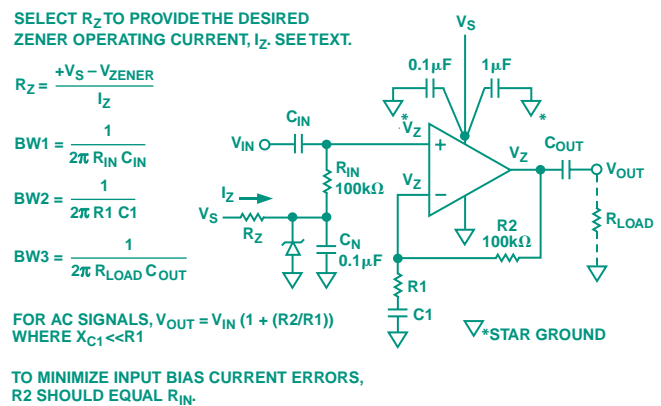 SELECT RZ TO PROVIDE THE DESIRED
ZENER OPERATING CURRENT, IZ. SEE TEXT.
RZ = +VS – VZENER / IZ
BW1 = 1 / 2π RIN CIN
BW2 = 1 / 2π R1 C1
BW3 = 1 / 2π RLOAD COUT
FOR AC SIGNALS, VOUT = VIN (1 + (R2/R1))
WHERE XC1 <<R1
TO MINIMIZE INPUT BIAS CURRENT ERRORS,
R2 SHOULD EQUAL RIN.
VS
0.1µF
1µF
*
*
CIN
VIN
VZ
+
RIN
100kΩ
VZ
–
VZ
COUT
VOUT
IZ
VS
RZ
CN
0.1µF
R2
100kΩ
RLOAD
R1
C1
*STAR GROUND